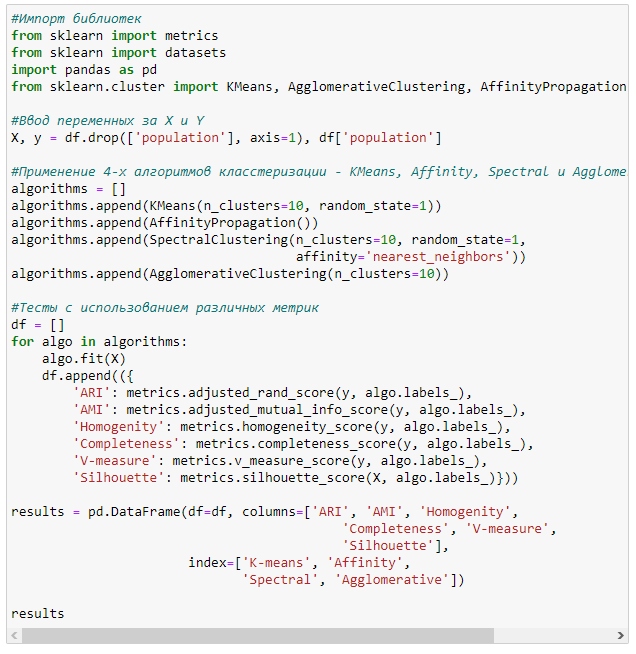 #Импорт библиотек
from sklearn import metrics
from sklearn import datasets
import pandas as pd
from sklearn.cluster import KMeans, AgglomerativeClustering, AffinityPropagation
#Ввод переменных за X и Y
X, y = df.drop(['population'], axis=1), df['population']
#Применение 4-х алгоритмов класстеризации - KMeans, Affinity, Spectral и Agglome
algorithms = []
algorithms.append(KMeans(n_clusters=10, random_state=1))
algorithms.append(AffinityPropagation())
algorithms.append(SpectralClustering(n_clusters=10, random_state=1,
affinity='nearest_neighbors'))
algorithms.append(AgglomerativeClustering(n_clusters=10))
#Тесты с использованием различных метрик
df = []
for algo in algorithms:
algo.fit(X)
df.append(({
'ARI': metrics.adjusted_rand_score(y, algo.labels_),
'AMI': metrics.adjusted_mutual_info_score(y, algo.labels_),
'Homogenity': metrics.homogeneity_score(y, algo.labels_),
'Completeness': metrics.completeness_score(y, algo.labels_),
'V-measure': metrics.v_measure_score(y, algo.labels_),
'Silhouette': metrics.silhouette_score(X, algo.labels_)}))
results = pd.DataFrame(df=df, columns=['ARI', 'AMI', 'Homogenity',
'Completeness', 'V-measure',
'Silhouette'],
index=['K-means', 'Affinity',
'Spectral', 'Agglomerative'])
results